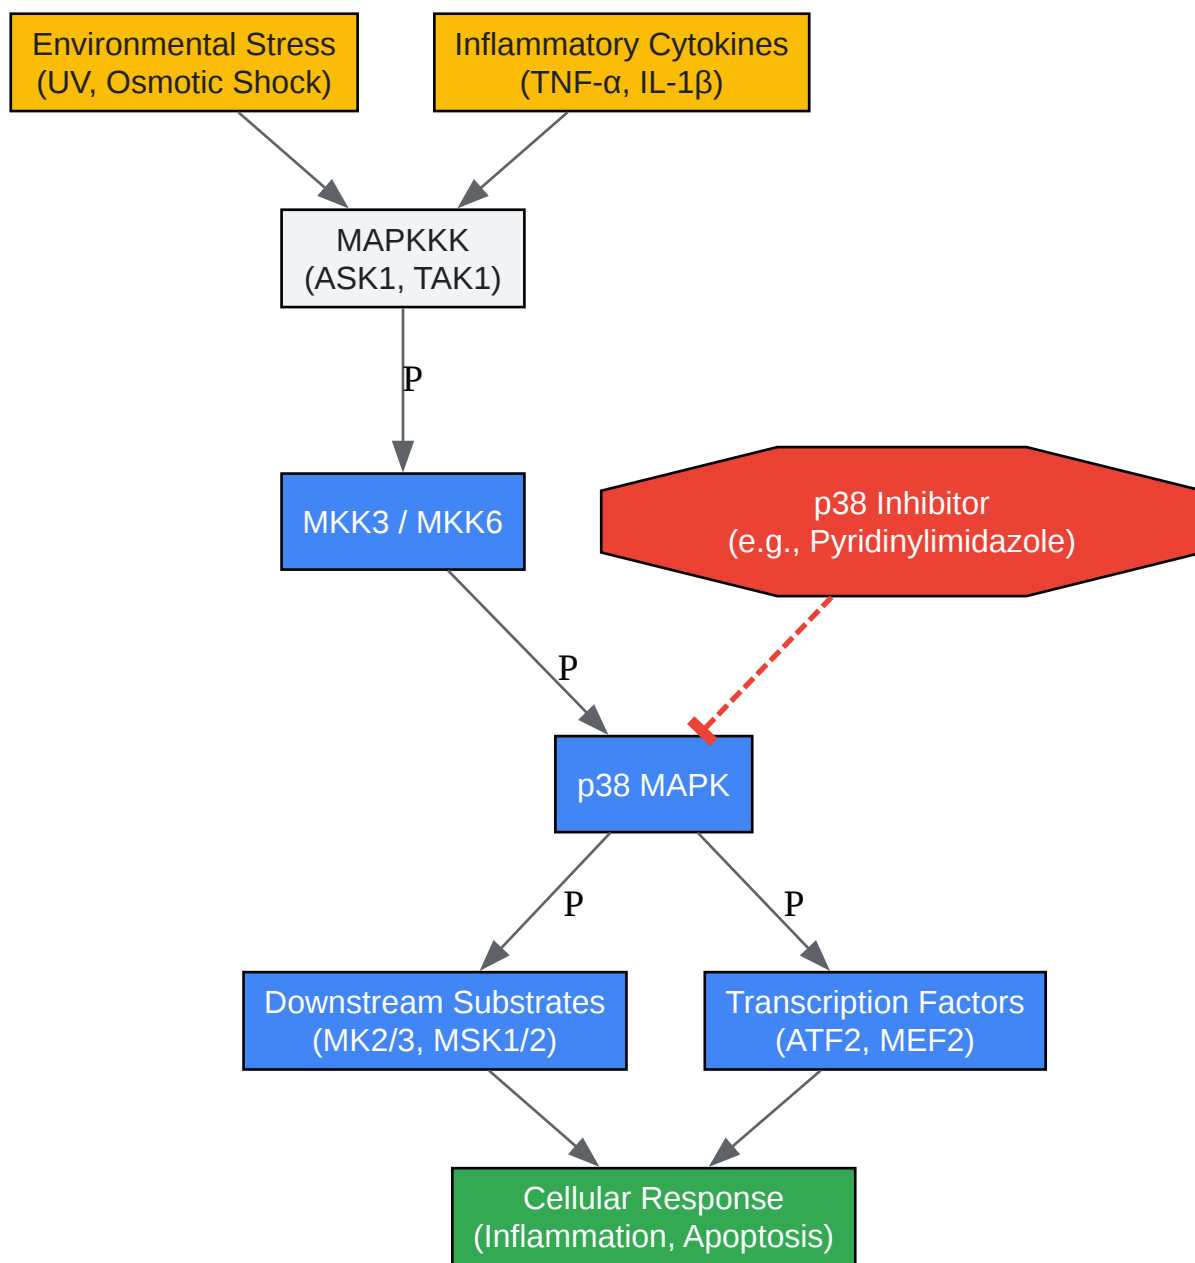 Environmental Stress
(UV, Osmotic Shock)
Inflammatory Cytokines
(TNF-α, IL-1β)
MAPKKK
(ASK1, TAK1)
P
MKK3 / MKK6
p38 Inhibitor
(e.g., Pyridinylimidazole)
P
p38 MAPK
P
P
Downstream Substrates
(MK2/3, MSK1/2)
Transcription Factors
(ATF2, MEF2)
Cellular Response
(Inflammation, Apoptosis)